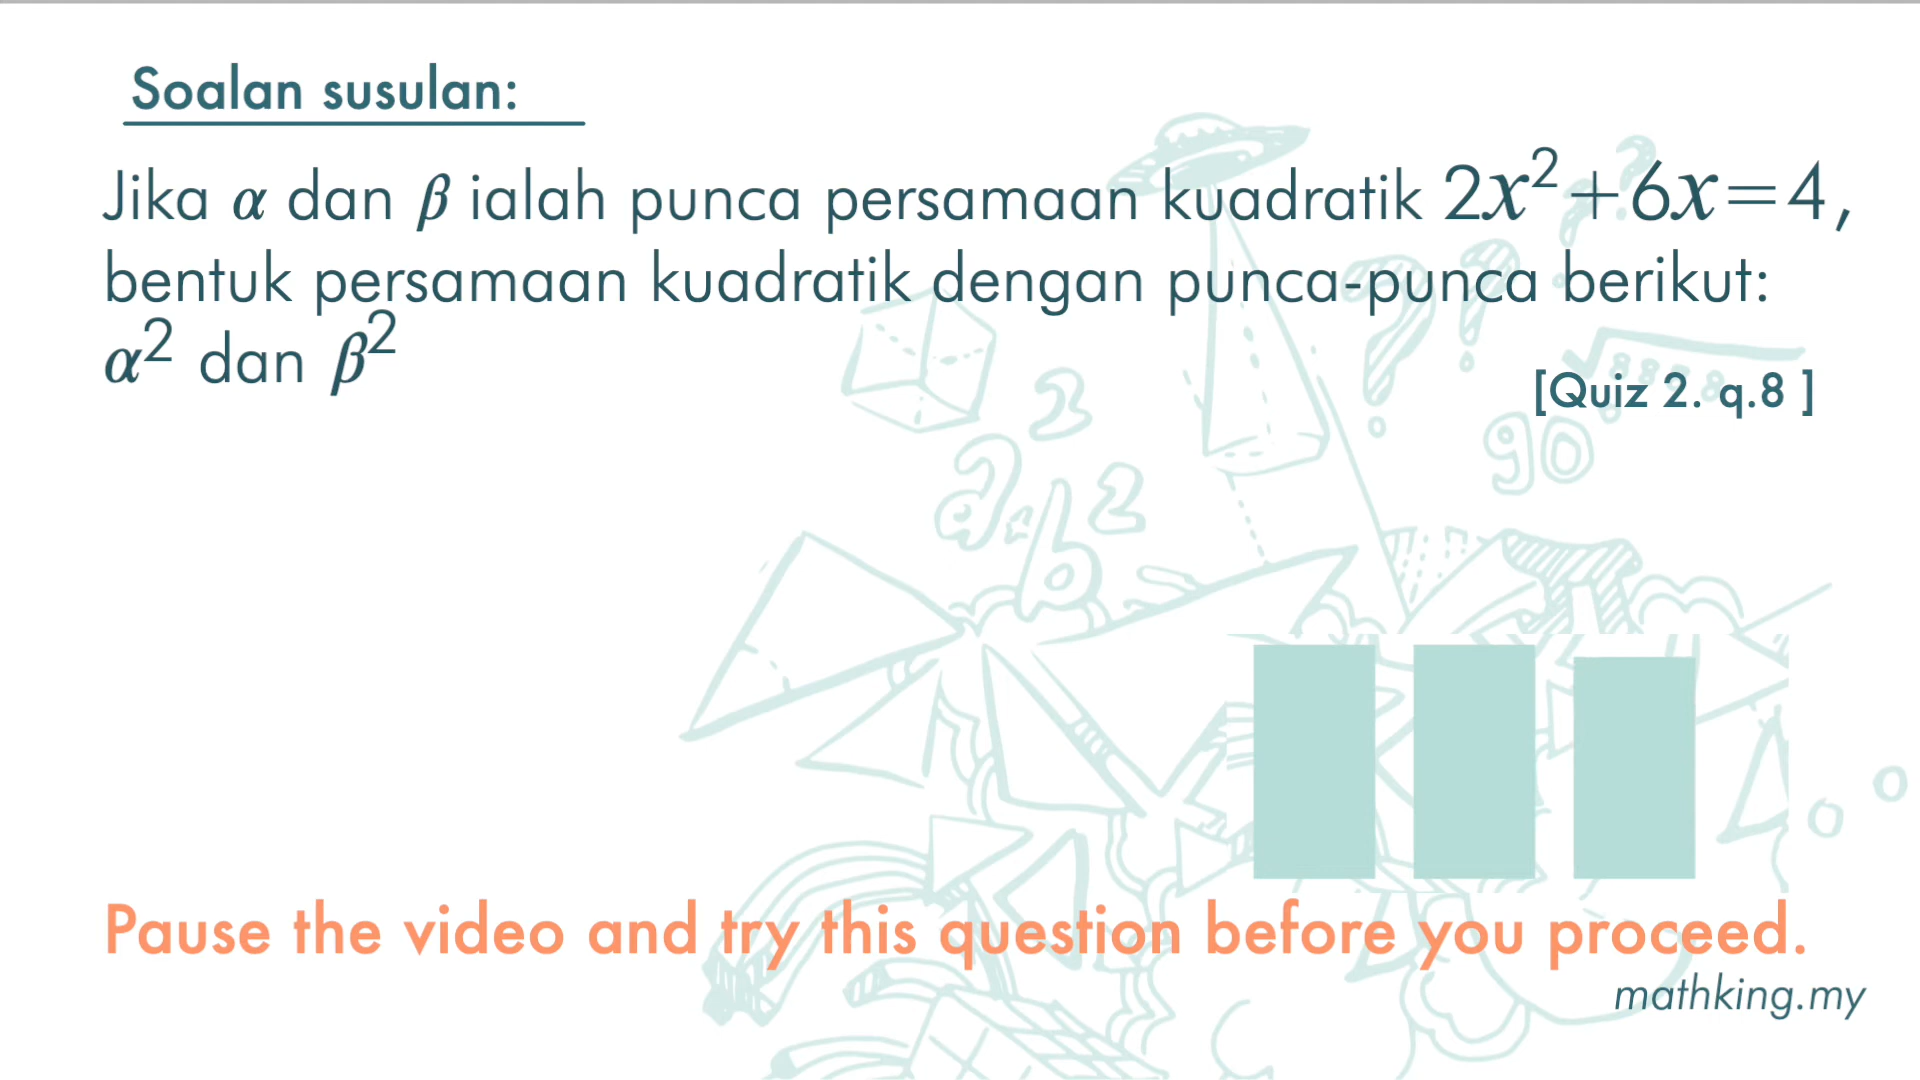 Soalan susulan:
Jika α dan β ialah punca persamaan kuadratik 2x²+6x=4,
bentuk persamaan kuadratik dengan punca-punca berikut:
α² dan β²
[Quiz 2. q.8 ]
Pause the video and try this question before you proceed.
mathking.my